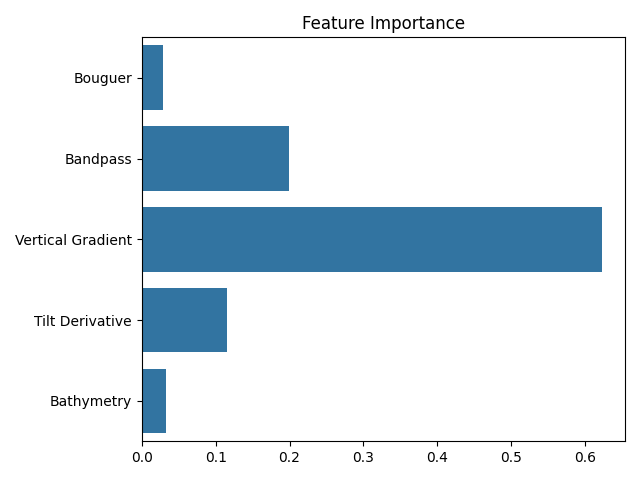 Feature Importance
Bouguer
Bandpass
Vertical Gradient
Tilt Derivative
Bathymetry
0.0 0.1 0.2 0.3 0.4 0.5 0.6